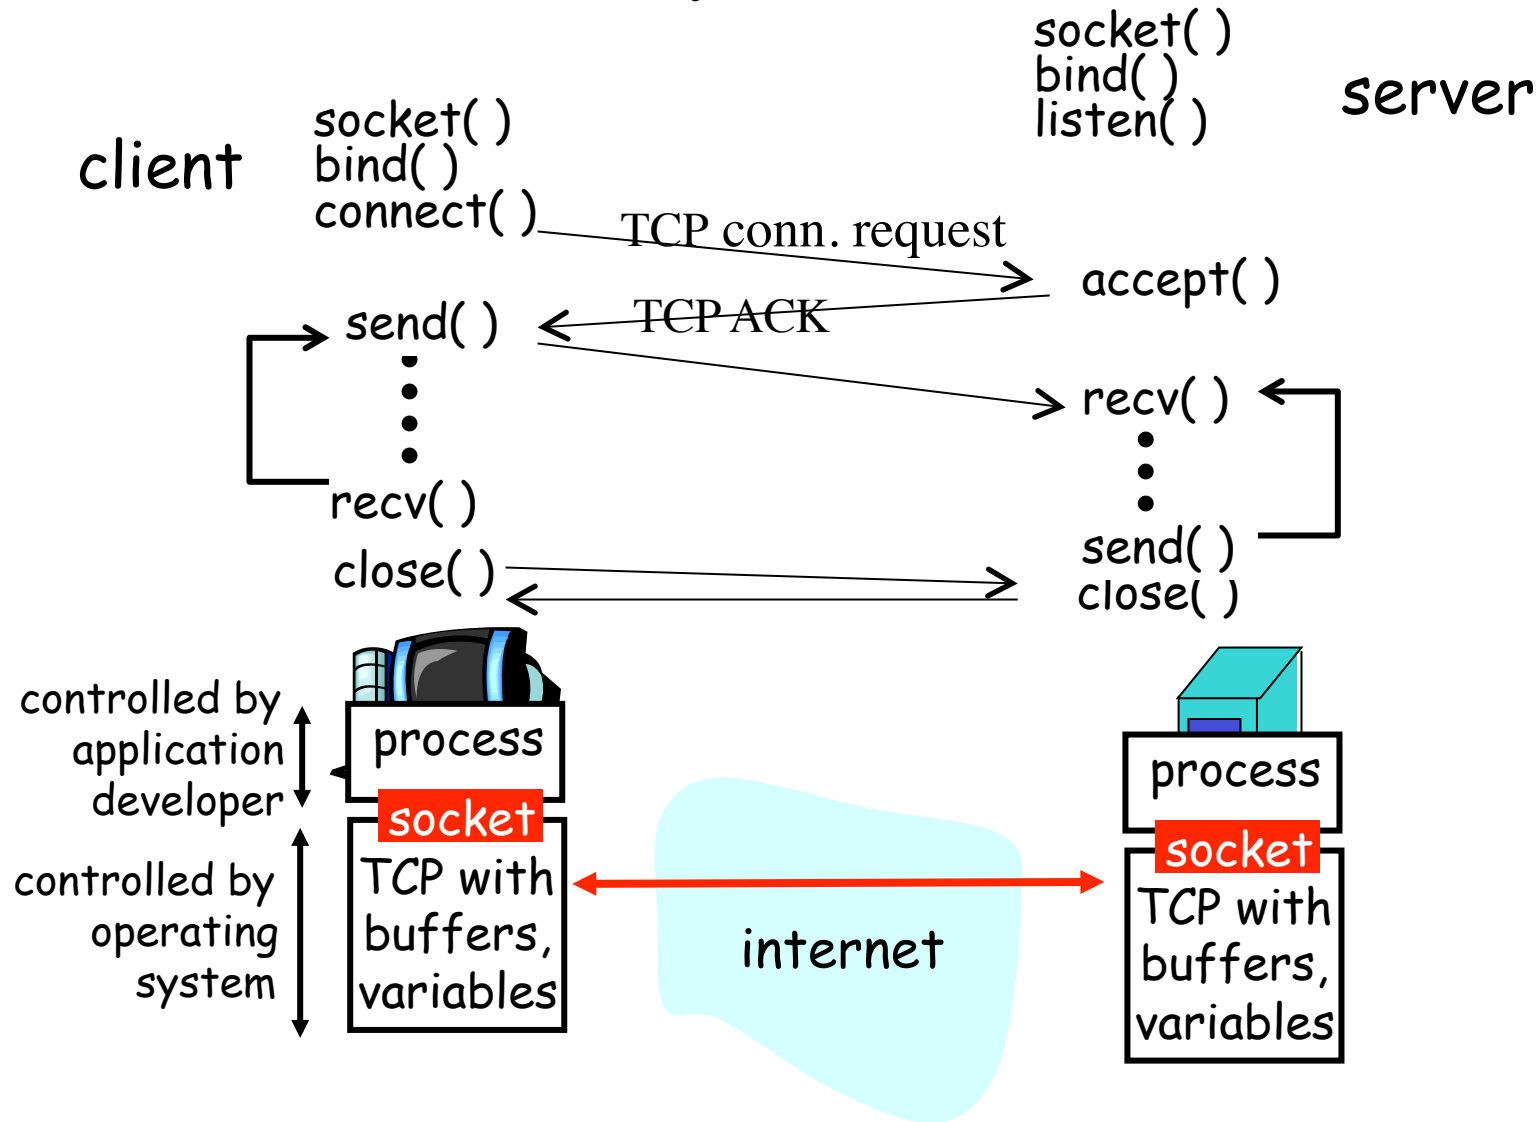 socket( )
bind( )
listen( )
server
client
socket( )
bind( )
connect( )
TCP conn. request
accept( )
TCP ACK
send( )
recv( )
recv( )
send( )
close( )
close( )
controlled by
application
developer
process
socket
controlled by
operating
system
TCP with
buffers,
variables
internet
process
socket
TCP with
buffers,
variables